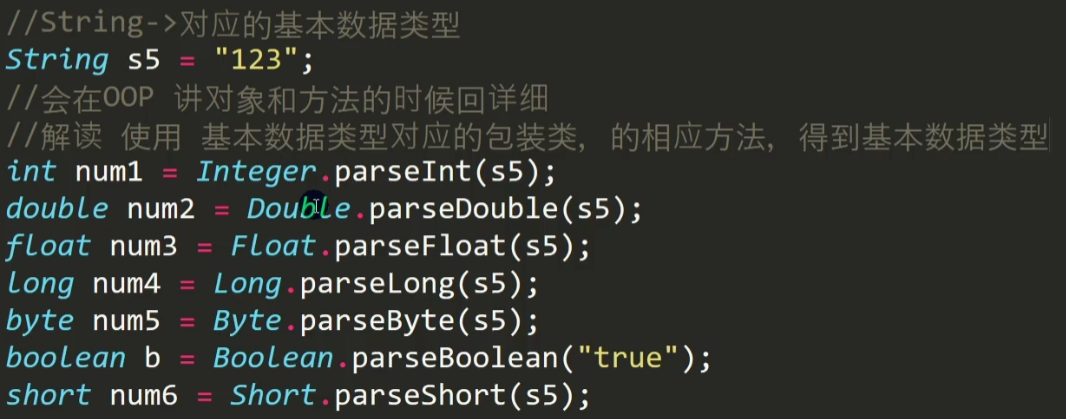 //String->对应的基本数据类型
String s5 = "123";
//会在OOP 讲对象和方法的时候回详细
//解读 使用 基本数据类型对应的包装类，的相应方法，得到基本数据类型
int num1 = Integer.parseInt(s5);
double num2 = Double.parseDouble(s5);
float num3 = Float.parseFloat(s5);
long num4 = Long.parseLong(s5);
byte num5 = Byte.parseByte(s5);
boolean b = Boolean.parseBoolean("true");
short num6 = Short.parseShort(s5);